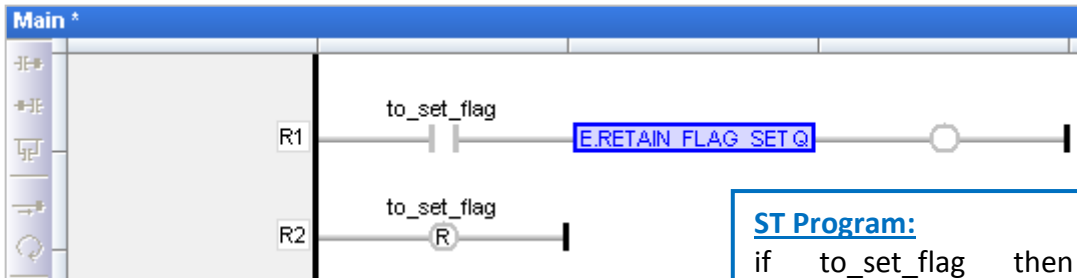 Main *
to_set_flag
R1
E.RETAIN_FLAG_SET Q
to_set_flag
R2
R
ST Program:
if to_set_flag then